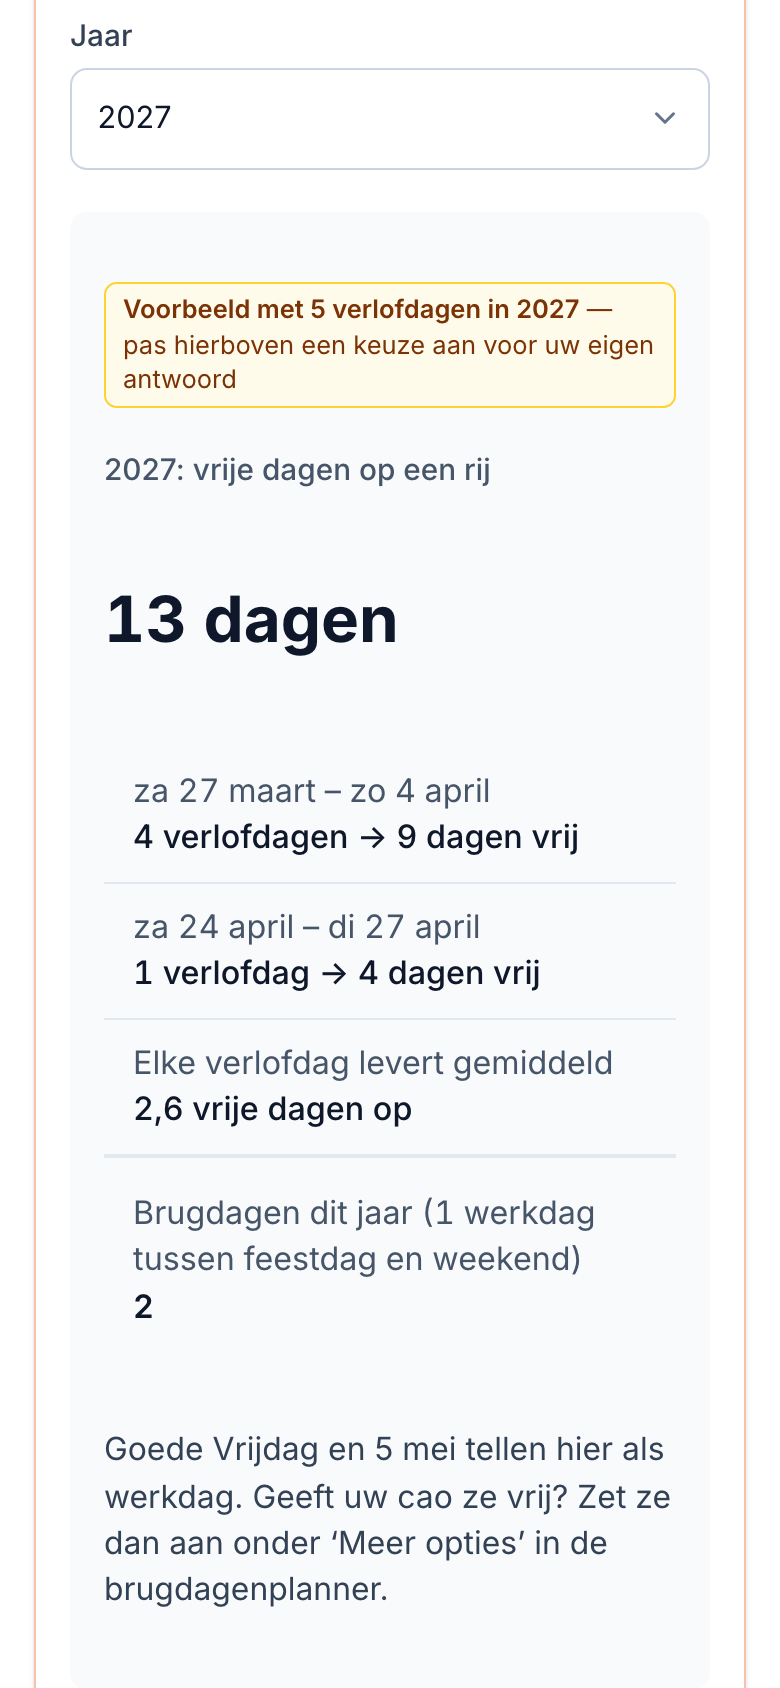 Jaar
2027
Voorbeeld met 5 verlofdagen in 2027 —
pas hierboven een keuze aan voor uw eigen
antwoord
2027: vrije dagen op een rij
13 dagen
za 27 maart – zo 4 april
4 verlofdagen → 9 dagen vrij
za 24 april – di 27 april
1 verlofdag → 4 dagen vrij
Elke verlofdag levert gemiddeld
2,6 vrije dagen op
Brugdagen dit jaar (1 werkdag
tussen feestdag en weekend)
2
Goede Vrijdag en 5 mei tellen hier als
werkdag. Geeft uw cao ze vrij? Zet ze
dan aan onder ‘Meer opties’ in de
brugdagenplanner.